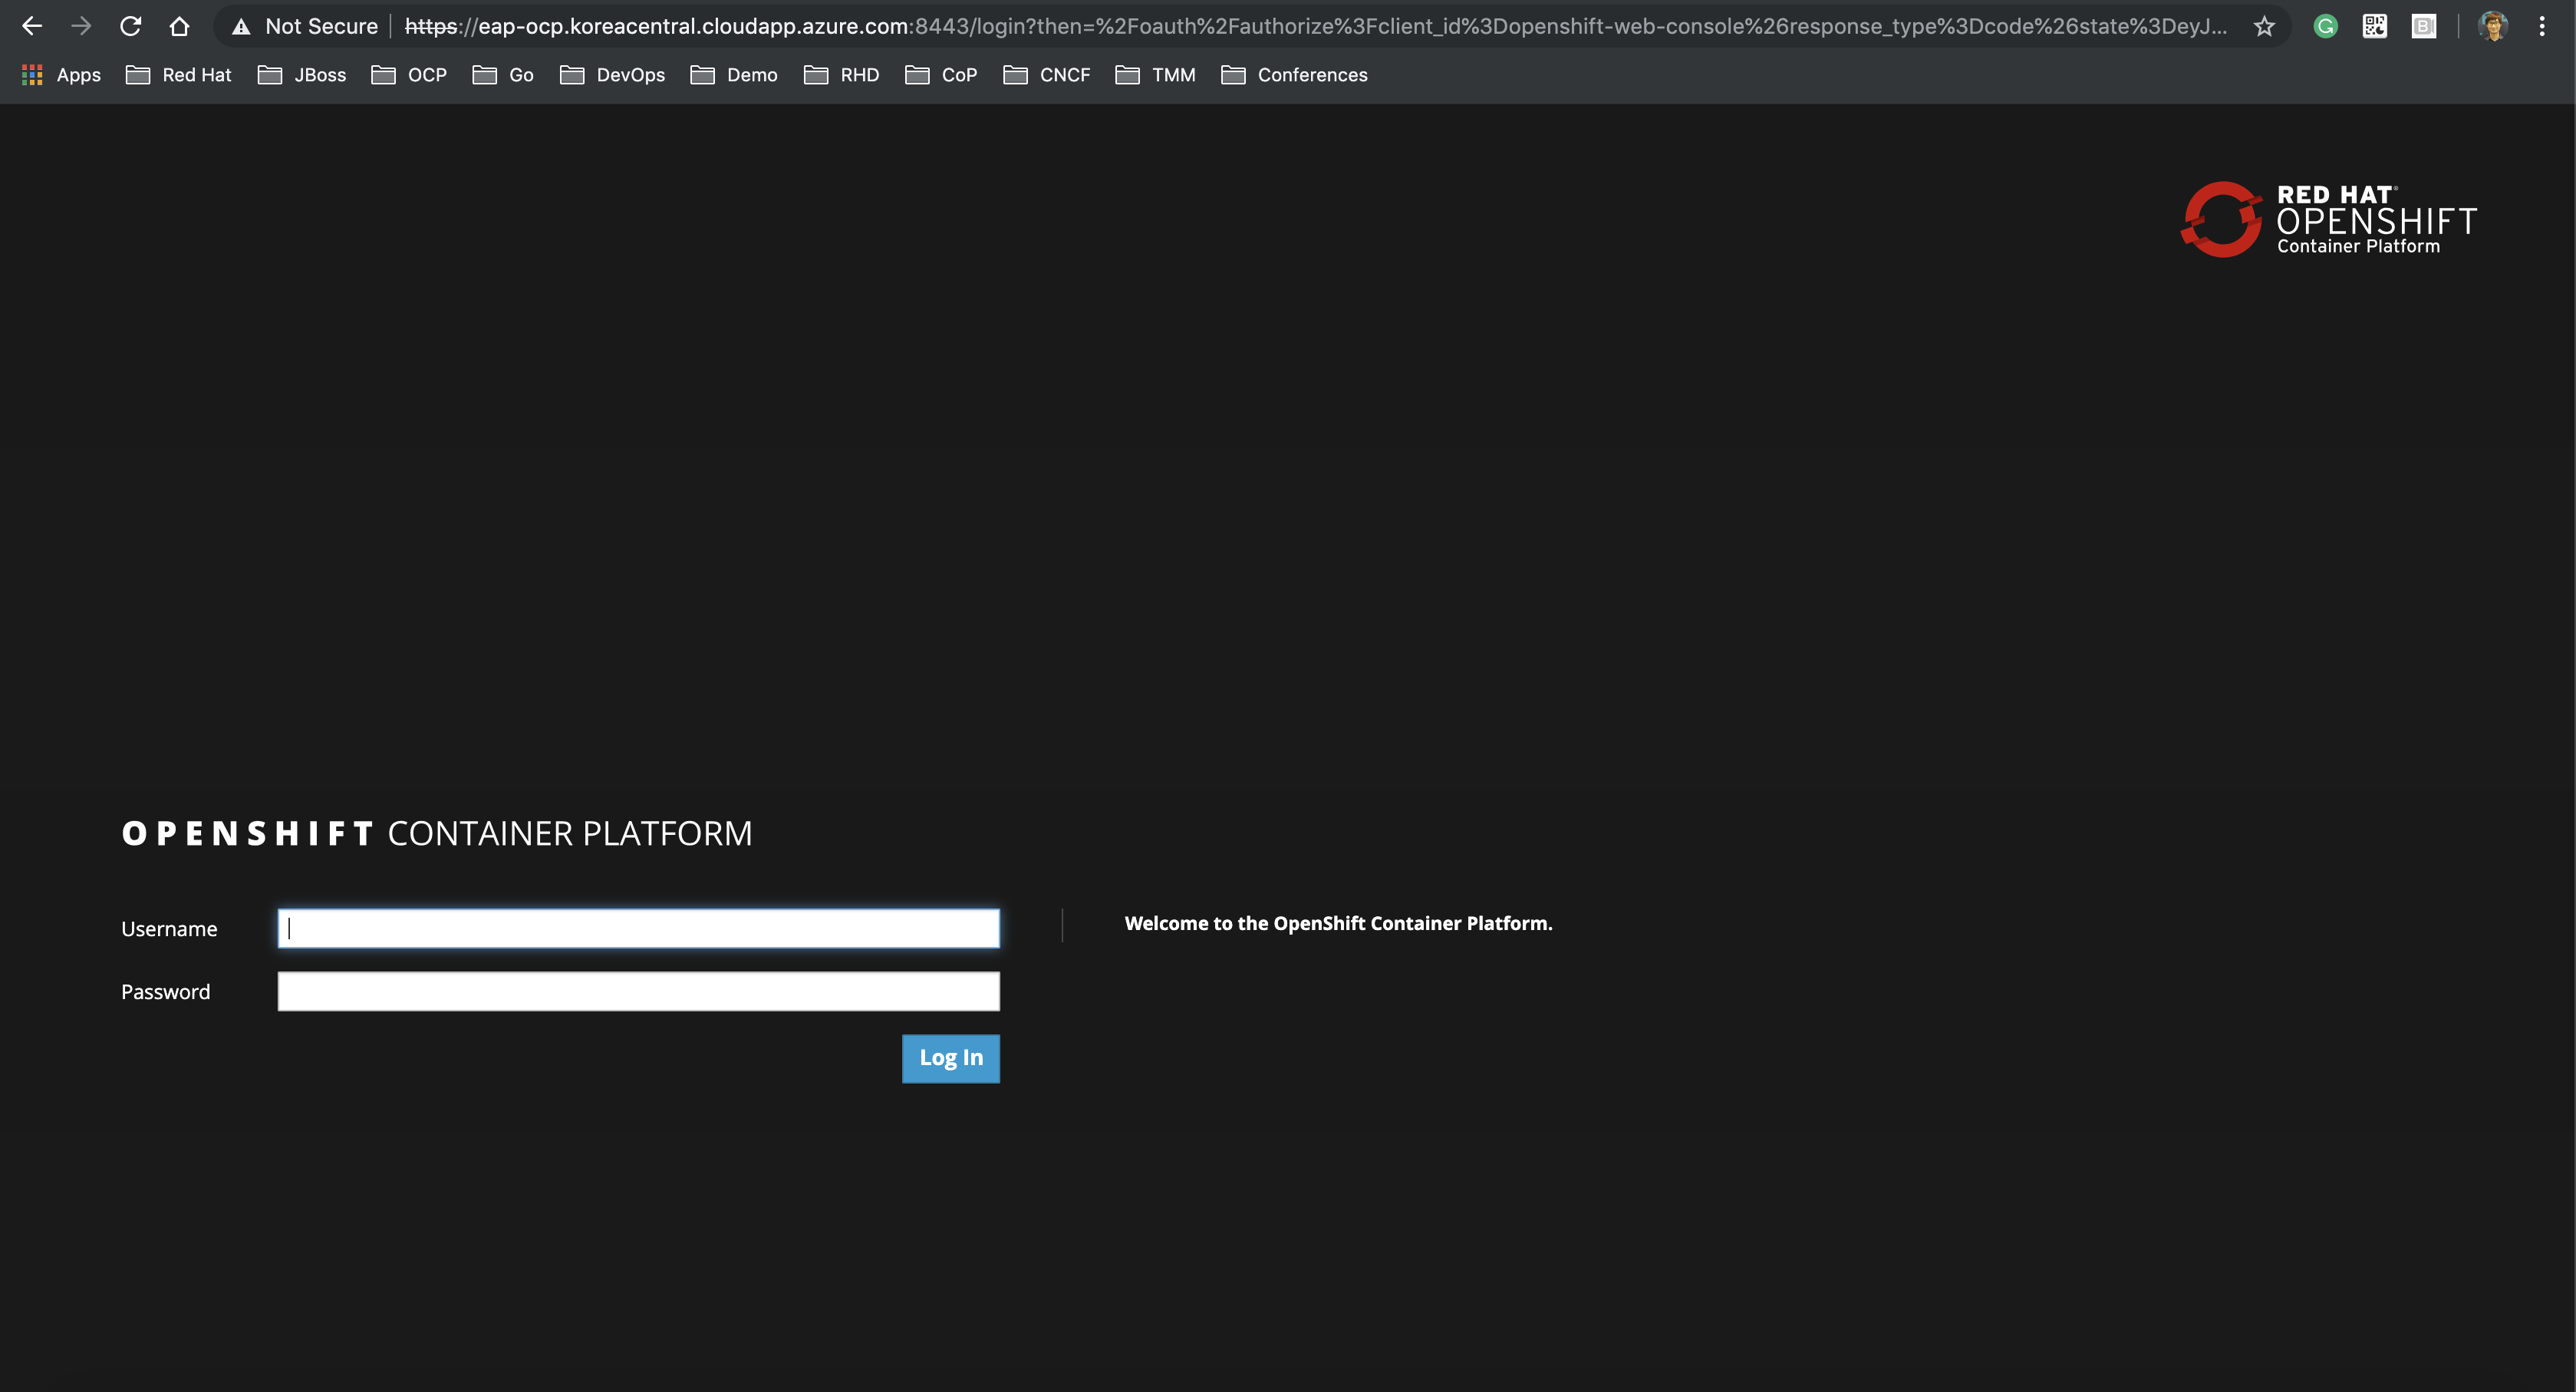 Not Secure https://eap-ocp.koreacentral.cloudapp.azure.com:8443/login?then=%2Foauth%2Fauthorize%3Fclient_id%3Dopenshift-web-console%26response_type%3Dcode%26state%3DeyJ...
Apps Red Hat JBoss OCP Go DevOps Demo RHD CoP CNCF TMM Conferences
RED HAT®
OPENSHIFT
Container Platform
OPENSHIFT CONTAINER PLATFORM
Username
Welcome to the OpenShift Container Platform.
Password
Log In